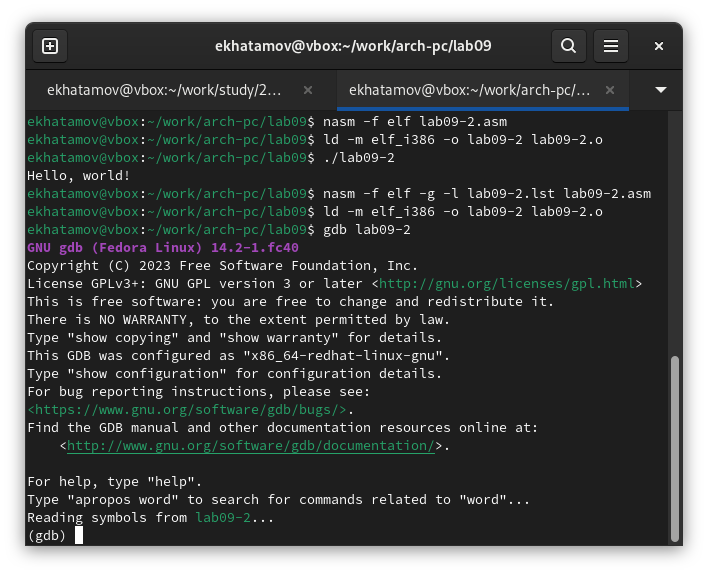 ekhatamov@vbox:~/work/arch-pc/lab09
ekhatamov@vbox:~/work/study/2...
ekhatamov@vbox:~/work/arch-pc/...
ekhatamov@vbox:~/work/arch-pc/lab09$ nasm -f elf lab09-2.asm
ekhatamov@vbox:~/work/arch-pc/lab09$ ld -m elf_i386 -o lab09-2 lab09-2.o
ekhatamov@vbox:~/work/arch-pc/lab09$ ./lab09-2
Hello, world!
ekhatamov@vbox:~/work/arch-pc/lab09$ nasm -f elf -g -l lab09-2.lst lab09-2.asm
ekhatamov@vbox:~/work/arch-pc/lab09$ ld -m elf_i386 -o lab09-2 lab09-2.o
ekhatamov@vbox:~/work/arch-pc/lab09$ gdb lab09-2
GNU gdb (Fedora Linux) 14.2-1.fc40
Copyright (C) 2023 Free Software Foundation, Inc.
License GPLv3+: GNU GPL version 3 or later <http://gnu.org/licenses/gpl.html>
This is free software: you are free to change and redistribute it.
There is NO WARRANTY, to the extent permitted by law.
Type "show copying" and "show warranty" for details.
This GDB was configured as "x86_64-redhat-linux-gnu".
Type "show configuration" for configuration details.
For bug reporting instructions, please see:
<https://www.gnu.org/software/gdb/bugs/>.
Find the GDB manual and other documentation resources online at:
    <http://www.gnu.org/software/gdb/documentation/>.
For help, type "help".
Type "apropos word" to search for commands related to "word"...
Reading symbols from lab09-2...
(gdb)